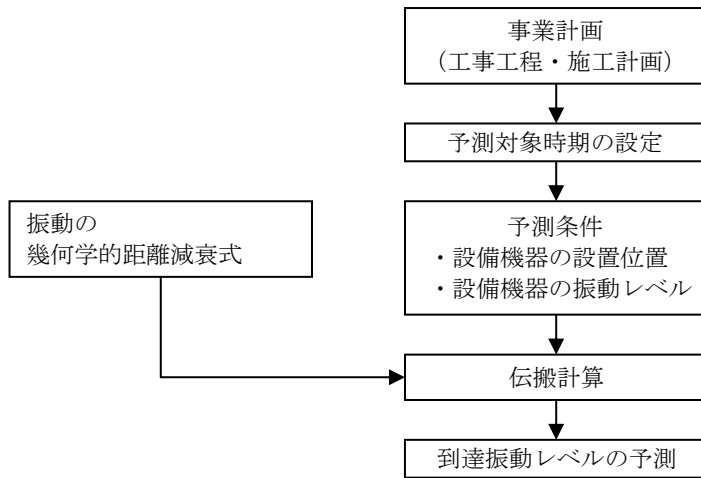 事業計画
（工事工程・施工計画）
予測対象時期の設定
振動の
幾何学的距離減衰式
予測条件
・設備機器の設置位置
・設備機器の振動レベル
伝搬計算
到達振動レベルの予測